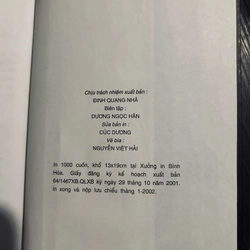 Chịu trách nhiệm xuất bản :
ĐINH QUANG NHÃ
Biên tập :
DƯƠNG NGỌC HÂN
Sửa bản in :
CÚC DƯƠNG
Vẽ bìa :
NGUYỄN VIỆT HẢI
In 1000 cuốn, khổ 13x19cm tại Xưởng in Bình
Hòa. Giấy đăng ký kế hoạch xuất bản
64/1467XB.QLXB ký ngày 29 tháng 10 năm 2001.
In xong và nộp lưu chiểu tháng 1-2002.